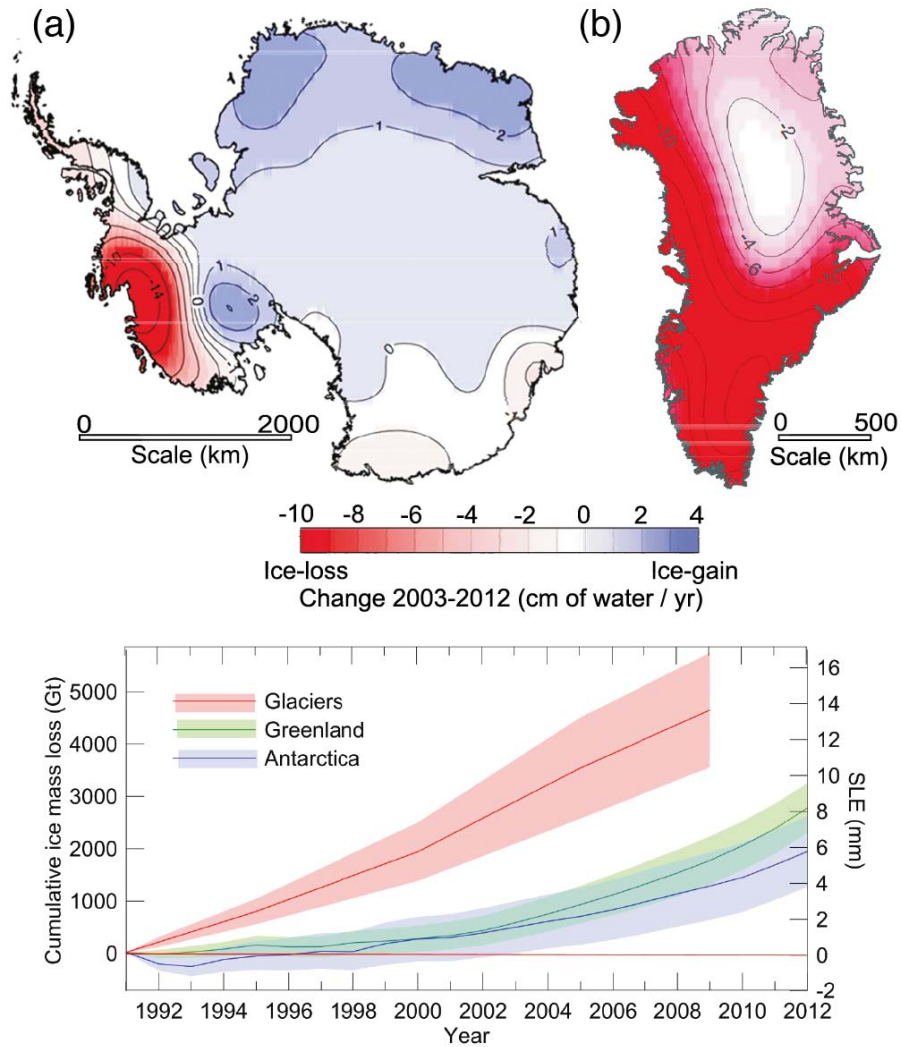 (a)
(b)
2
1
1
1
0
2
-10
-14
0
-10
-2
-4
-6
-10
0 2000
Scale (km)
0 500
Scale (km)
-10 -8 -6 -4 -2 0 2 4
Ice-loss Ice-gain
Change 2003-2012 (cm of water / yr)
Cumulative ice mass loss (Gt)
5000
4000
3000
2000
1000
0
Glaciers
Greenland
Antarctica
16
14
12
10
8
6
4
2
0
-2
SLE (mm)
1992 1994 1996 1998 2000 2002 2004 2006 2008 2010 2012
Year